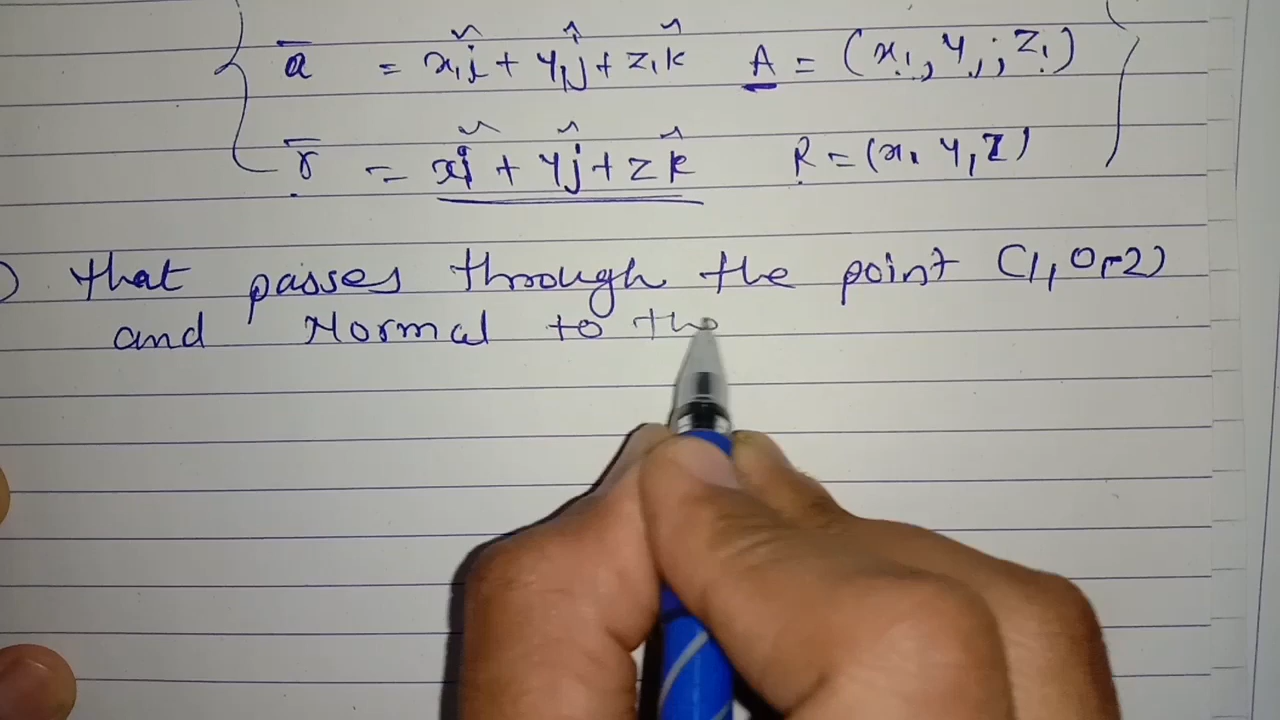 a̅ = x₁î + y₁ĵ + z₁k̂ A = (x₁, y₁, z₁)
r̅ = xî + yĵ + zk̂ R = (x, y, z)
) that passes through the point (1, 0, -2)
and Normal to the